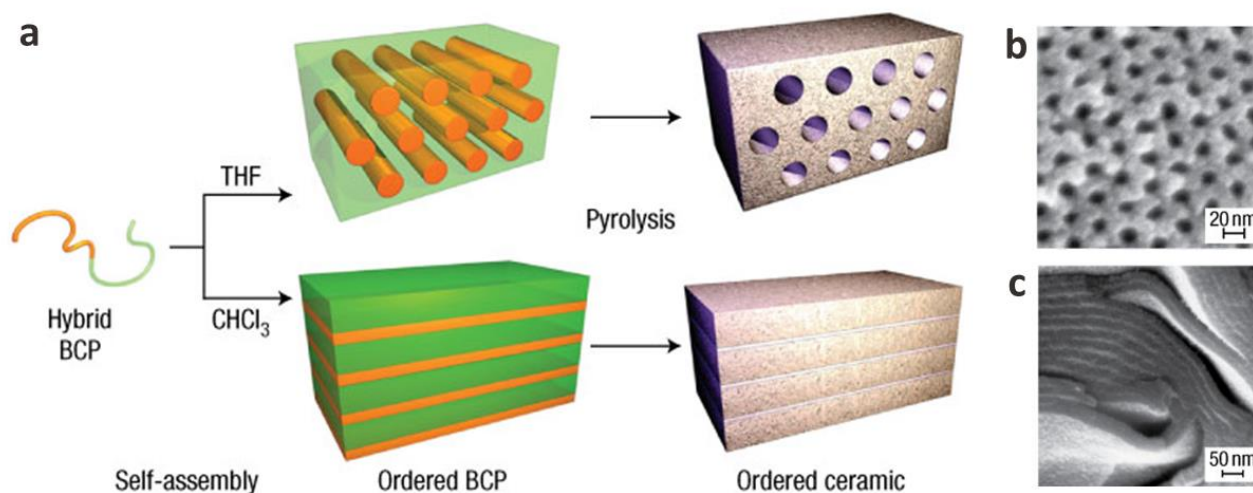 a
THF
Hybrid
BCP
CHCl₃
Pyrolysis
Self-assembly
Ordered BCP
Ordered ceramic
b
20 nm
c
50 nm